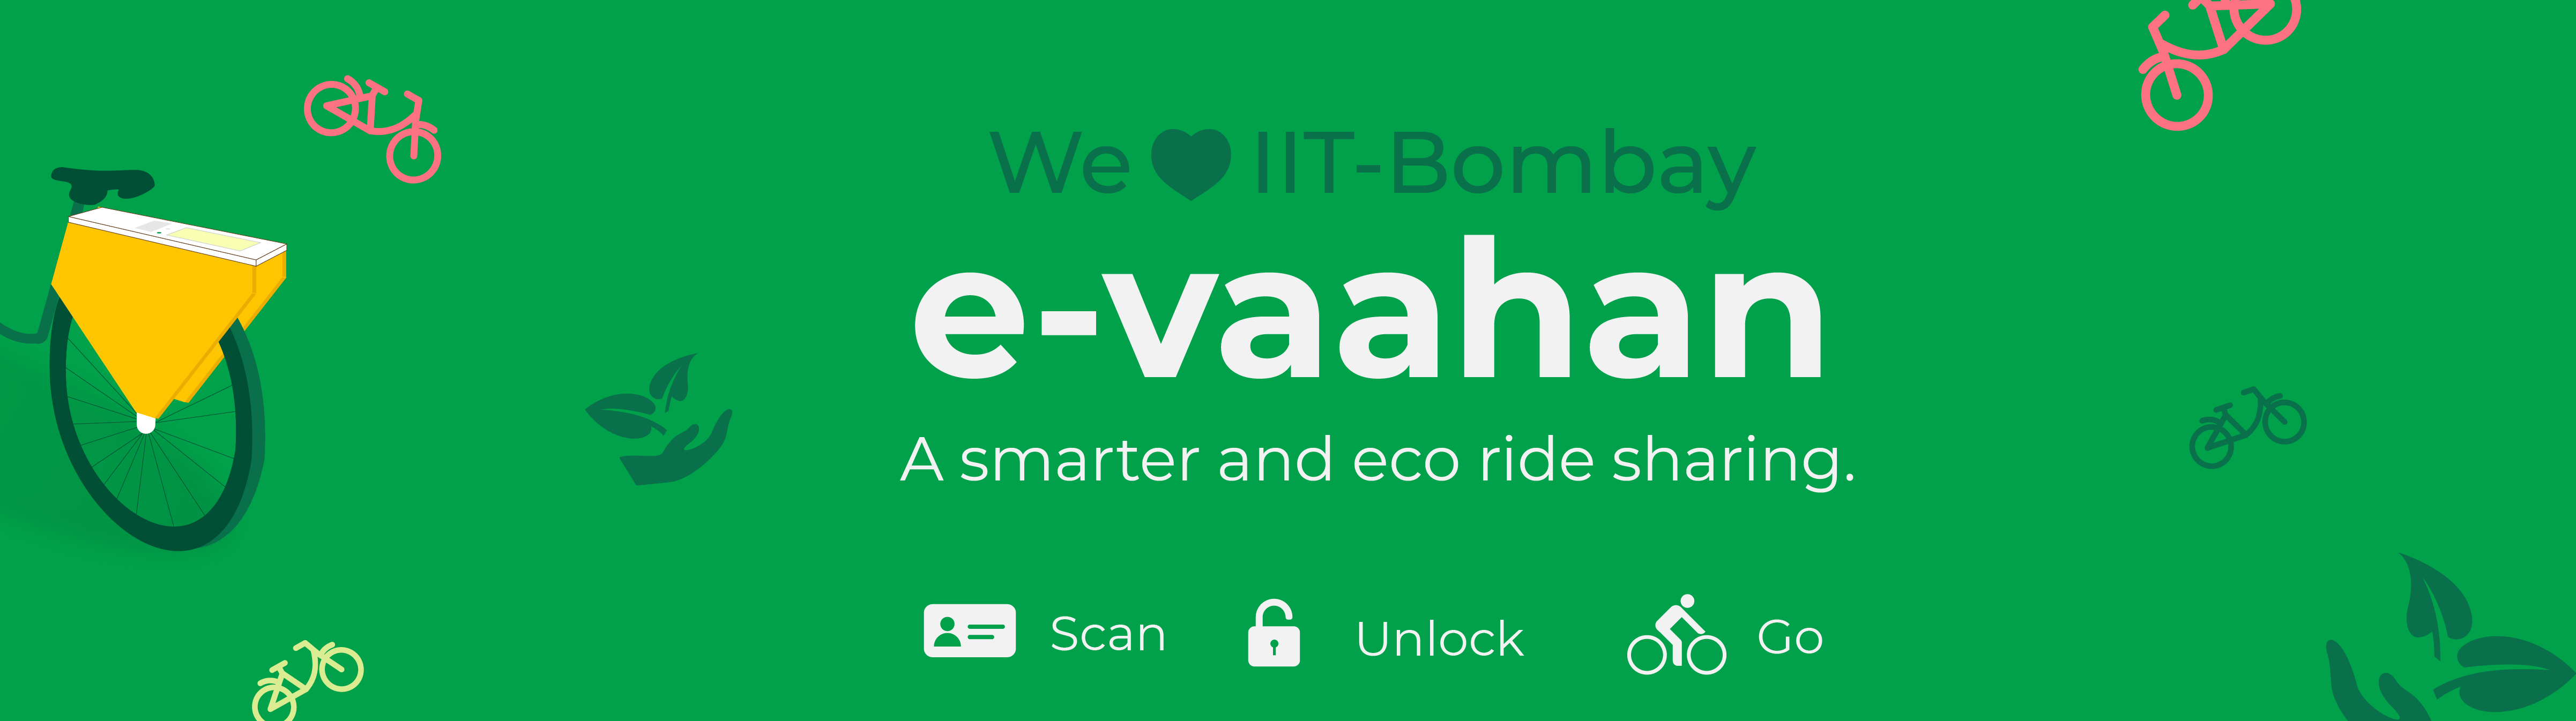 We ♥ IIT-Bombay
e-vaahan
A smarter and eco ride sharing.
Scan Unlock Go